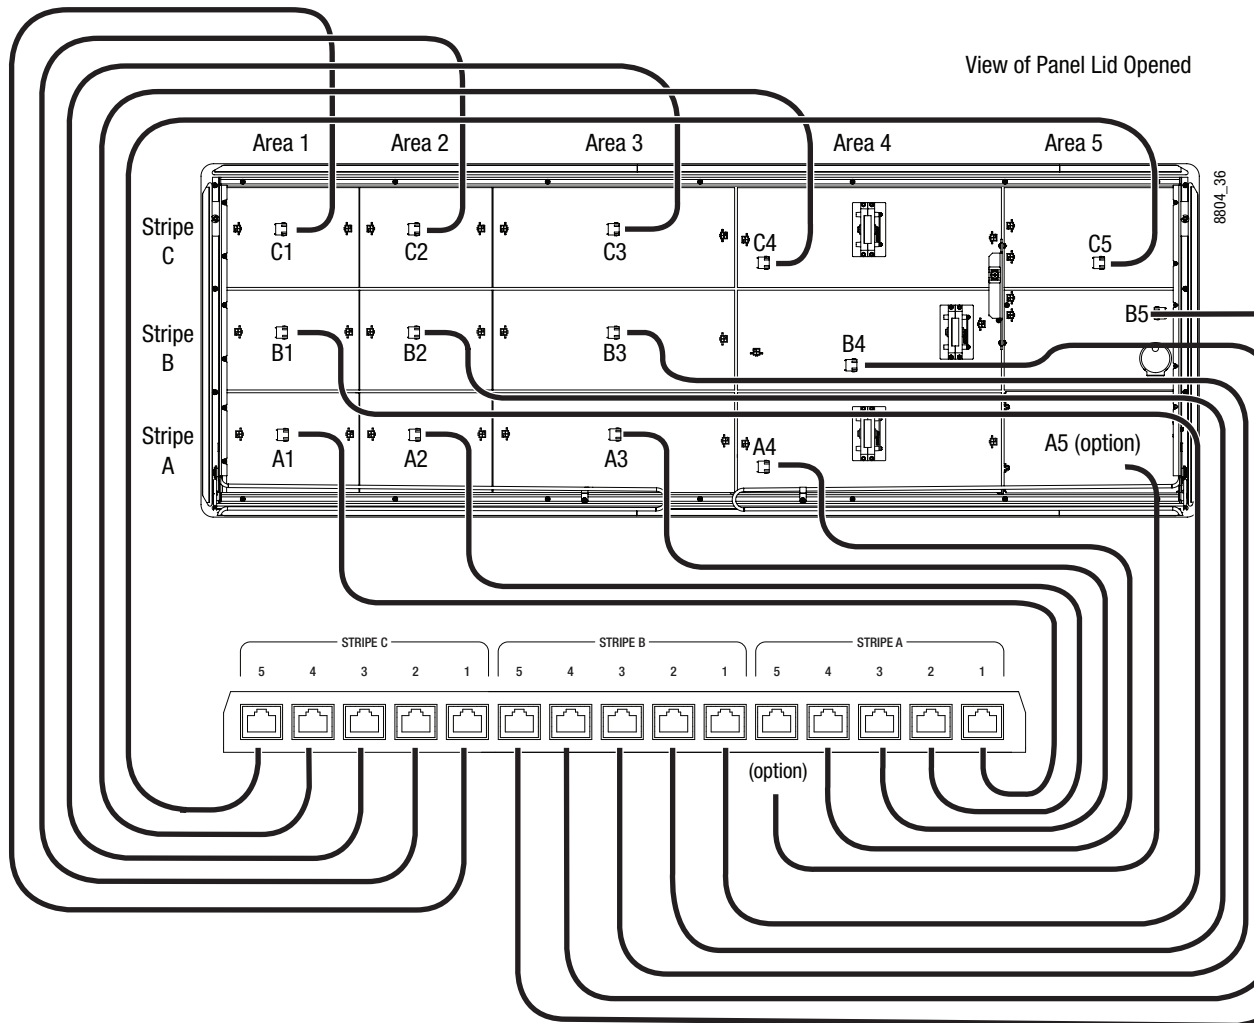 View of Panel Lid Opened
Area 1 Area 2 Area 3 Area 4 Area 5
8804_36
Stripe
C
C1 C2 C3 C4 C5
Stripe
B
B1 B2 B3 B4 B5
Stripe
A
A1 A2 A3 A4 A5 (option)
STRIPE C STRIPE B STRIPE A
5 4 3 2 1 5 4 3 2 1 5 4 3 2 1
(option)